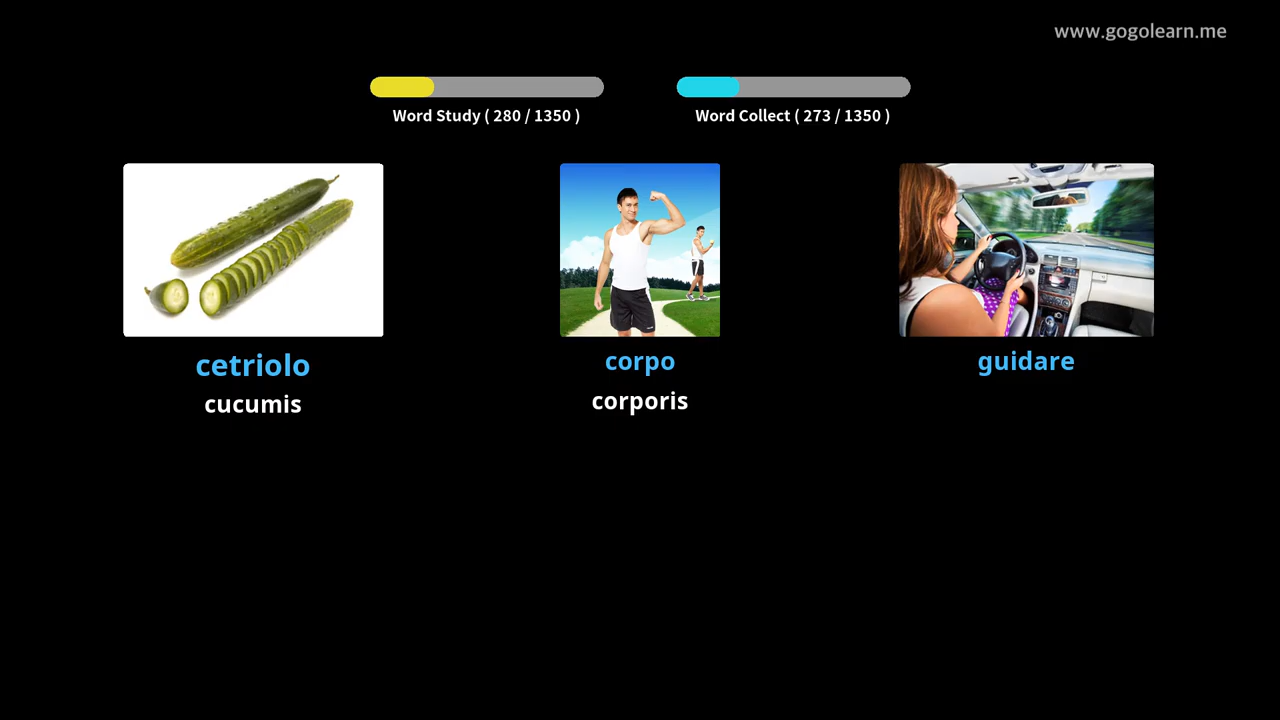 www.gogolearn.me
Word Study ( 280 / 1350 )
Word Collect ( 273 / 1350 )
cetriolo
cucumis
corpo
corporis
guidare